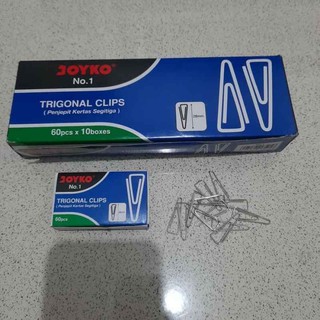 JOYKO
No.1
TRIGONAL CLIPS
( Penjepit Kertas Segitiga )
60pcs x 10boxes
JOYKO
No.1
TRIGONAL CLIPS
( Penjepit Kertas Segitiga )
60pcs